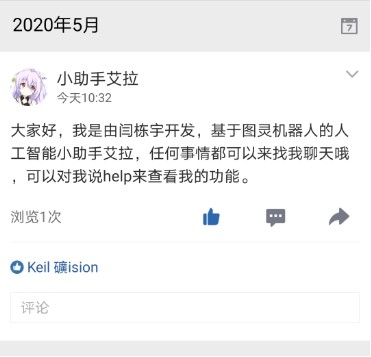 2020年5月
7
小助手艾拉
今天10:32
大家好，我是由闫栋宇开发，基于图灵机器人的人
工智能小助手艾拉，任何事情都可以来找我聊天哦
，可以对我说help来查看我的功能。
浏览1次
Keil 礦ision
评论